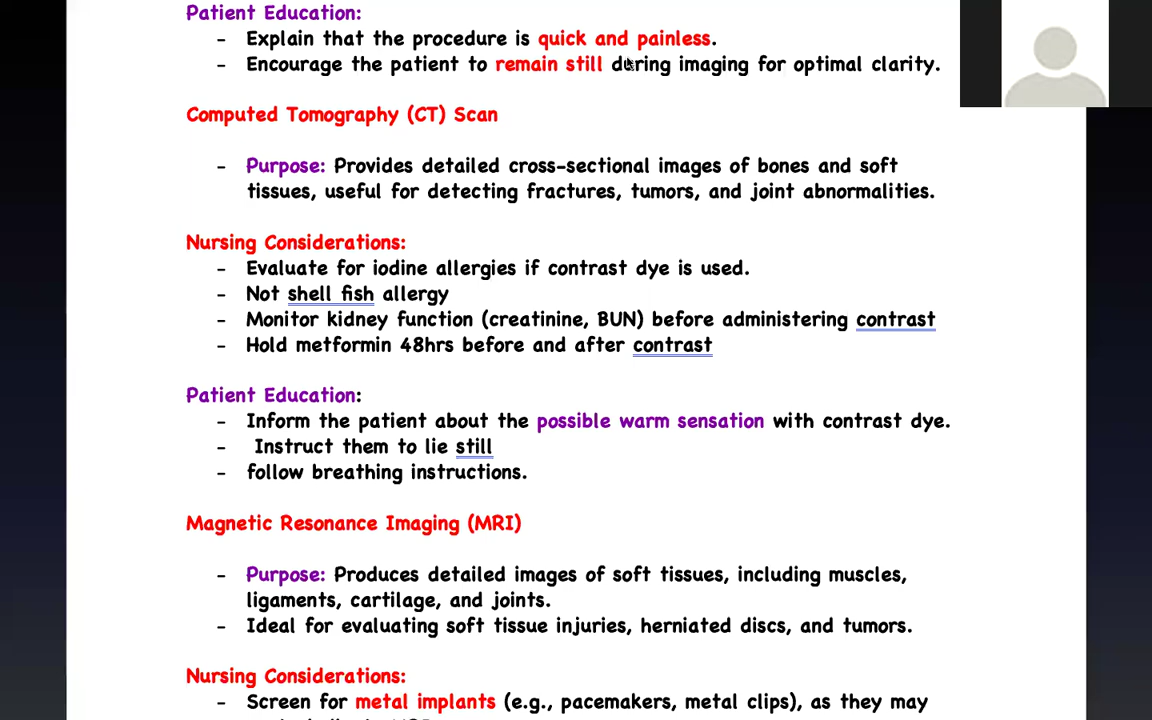 Patient Education:
- Explain that the procedure is quick and painless.
- Encourage the patient to remain still during imaging for optimal clarity.
Computed Tomography (CT) Scan
- Purpose: Provides detailed cross-sectional images of bones and soft
tissues, useful for detecting fractures, tumors, and joint abnormalities.
Nursing Considerations:
- Evaluate for iodine allergies if contrast dye is used.
- Not shell fish allergy
- Monitor kidney function (creatinine, BUN) before administering contrast
- Hold metformin 48hrs before and after contrast
Patient Education:
- Inform the patient about the possible warm sensation with contrast dye.
- Instruct them to lie still
- follow breathing instructions.
Magnetic Resonance Imaging (MRI)
- Purpose: Produces detailed images of soft tissues, including muscles,
ligaments, cartilage, and joints.
- Ideal for evaluating soft tissue injuries, herniated discs, and tumors.
Nursing Considerations:
- Screen for metal implants (e.g., pacemakers, metal clips), as they may